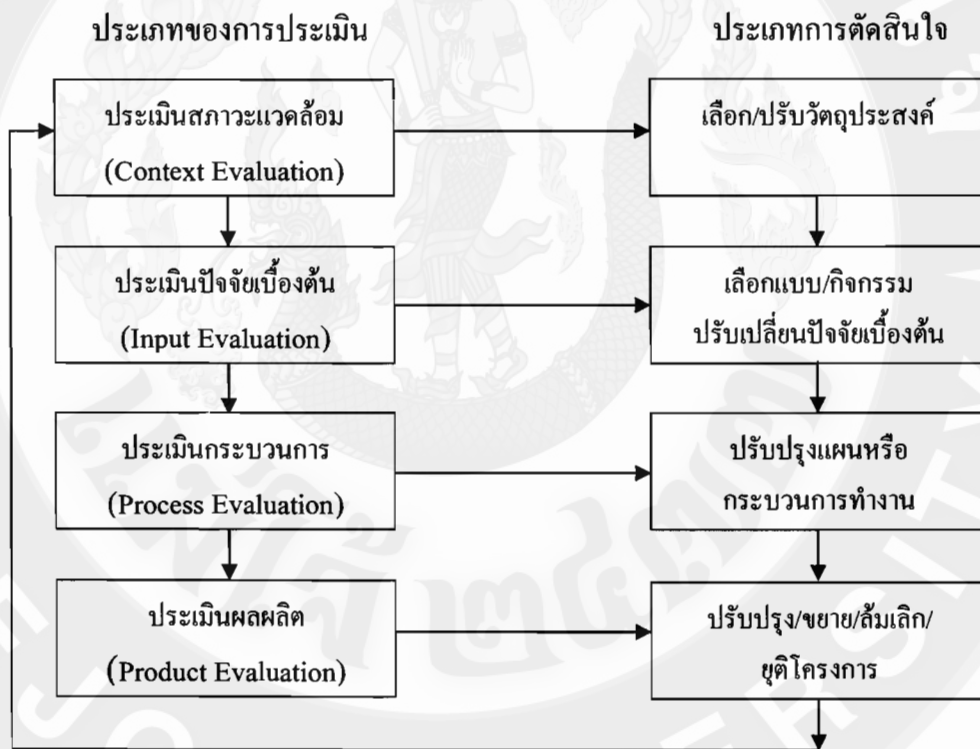 ประเภทของการประเมิน
ประเภทการตัดสินใจ
ประเมินสภาวะแวดล้อม
(Context Evaluation)
เลือก/ปรับวัตถุประสงค์
ประเมินปัจจัยเบื้องต้น
(Input Evaluation)
เลือกแบบ/กิจกรรม
ปรับเปลี่ยนปัจจัยเบื้องต้น
ประเมินกระบวนการ
(Process Evaluation)
ปรับปรุงแผนหรือ
กระบวนการทำงาน
ประเมินผลผลิต
(Product Evaluation)
ปรับปรุง/ขยาย/ล้มเลิก/
ยุติโครงการ